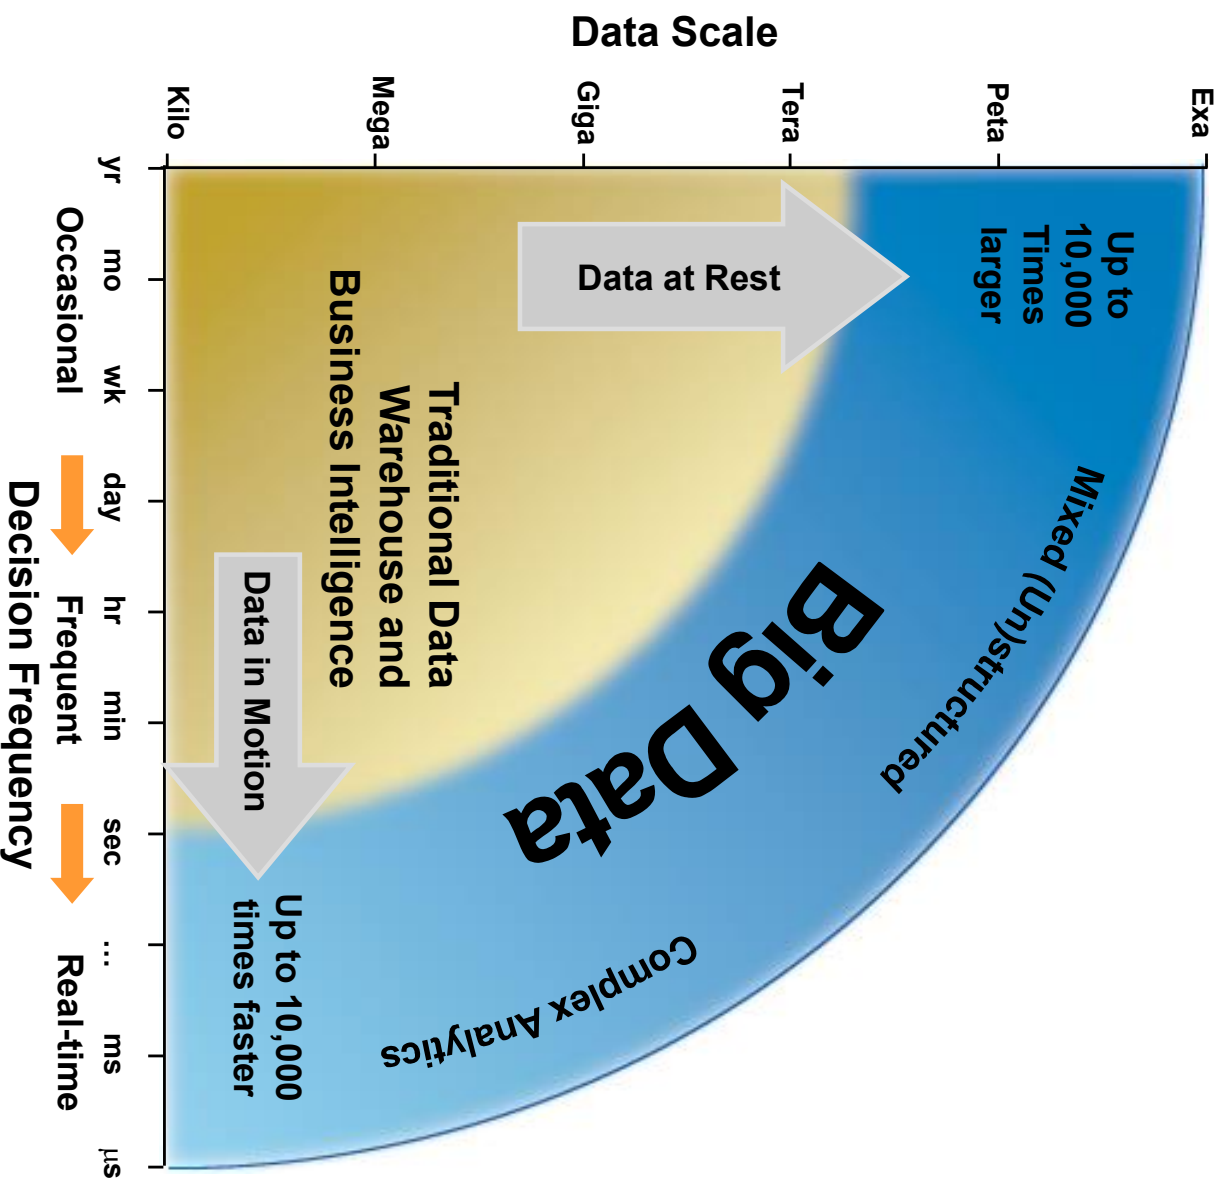 Data Scale
Exa
Peta
Tera
Giga
Mega
Kilo
Up to
10,000
Times
larger
Data at Rest
Mixed (Un)structured
Big Data
Traditional Data
Warehouse and
Business Intelligence
Data in Motion
Complex Analytics
Up to 10,000
times faster
yr
mo
wk
day
hr
min
sec
...
ms
μs
Occasional
Frequent
Real-time
Decision Frequency